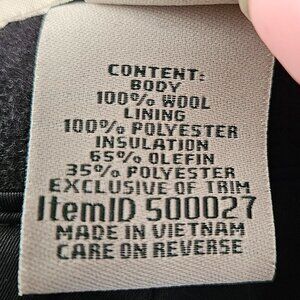 CONTENT:
BODY
100% WOOL
LINING
100% POLYESTER
INSULATION
65% OLEFIN
35% POLYESTER
EXCLUSIVE OF TRIM
ItemID 500027
MADE IN VIETNAM
CARE ON REVERSE